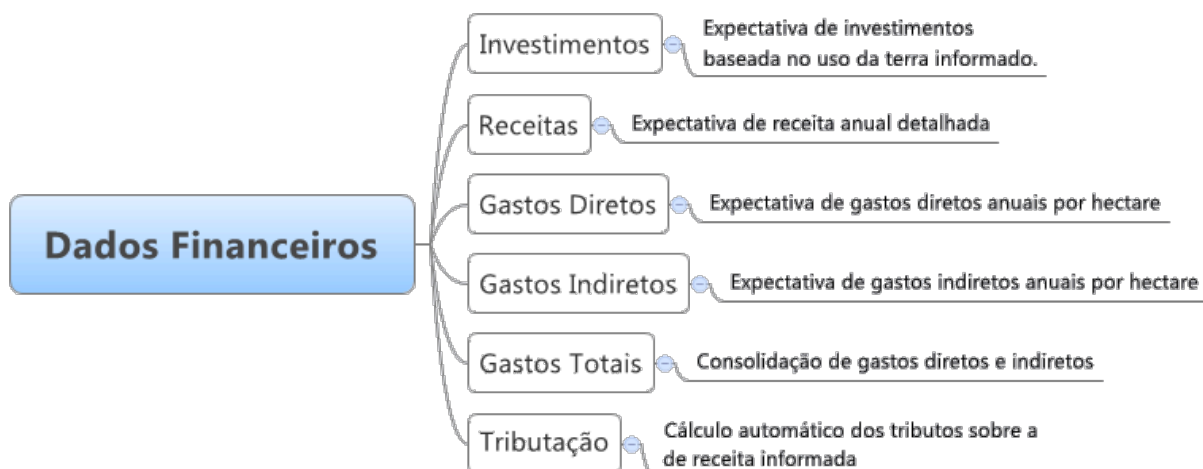 Dados Financeiros
Investimentos
Expectativa de investimentos
baseada no uso da terra informado.
Receitas
Expectativa de receita anual detalhada
Gastos Diretos
Expectativa de gastos diretos anuais por hectare
Gastos Indiretos
Expectativa de gastos indiretos anuais por hectare
Gastos Totais
Consolidação de gastos diretos e indiretos
Tributação
Cálculo automático dos tributos sobre a
de receita informada